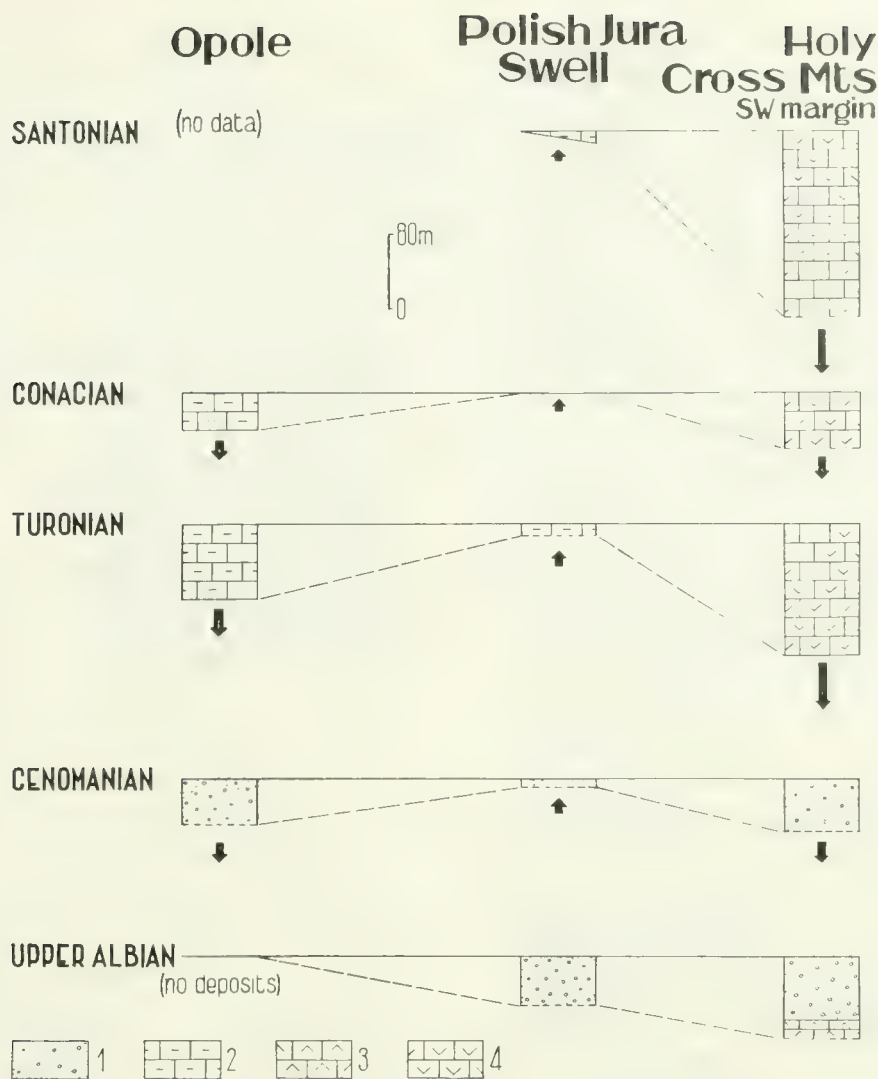 Opole
Polish Jura
Swell
Holy
Cross Mts
SW margin
SANTONIAN
(no data)
80m
0
CONACIAN
TURONIAN
CENOMANIAN
UPPER ALBIAN
(no deposits)
1
2
3
4